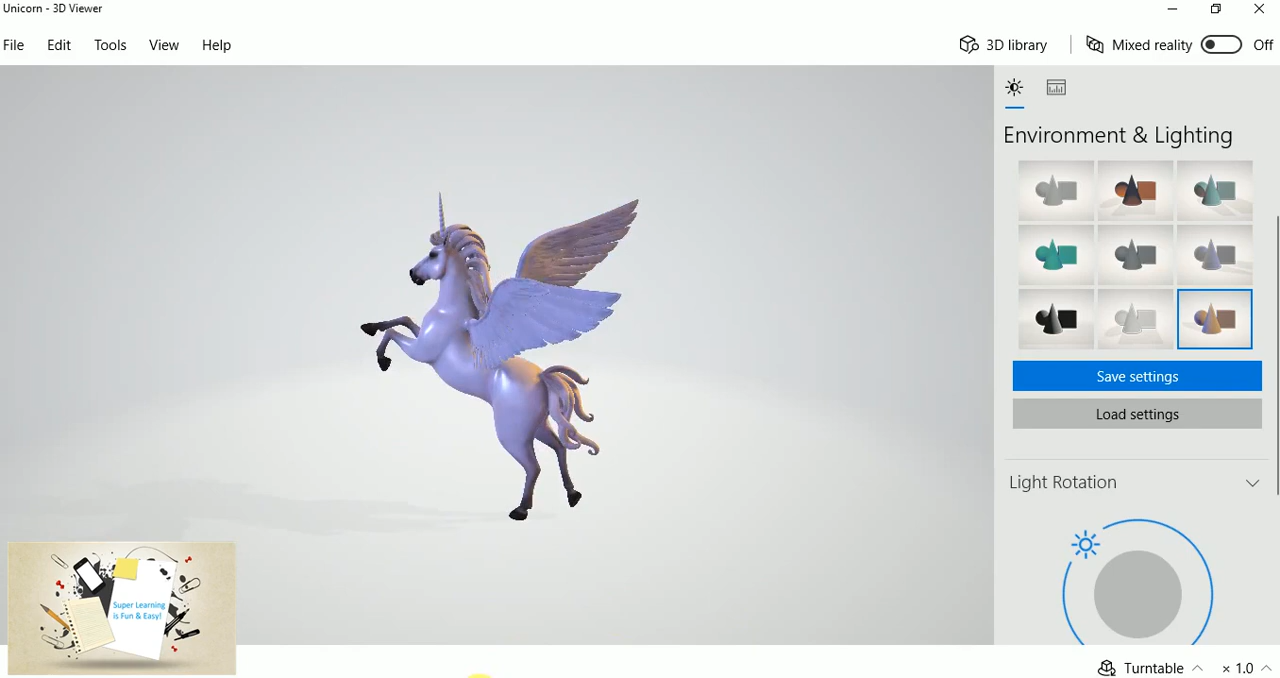 Unicorn - 3D Viewer
File Edit Tools View Help
3D library
Mixed reality
Off
Environment & Lighting
Save settings
Load settings
Light Rotation
Super Learning
is Fun & Easy!
Turntable
× 1.0